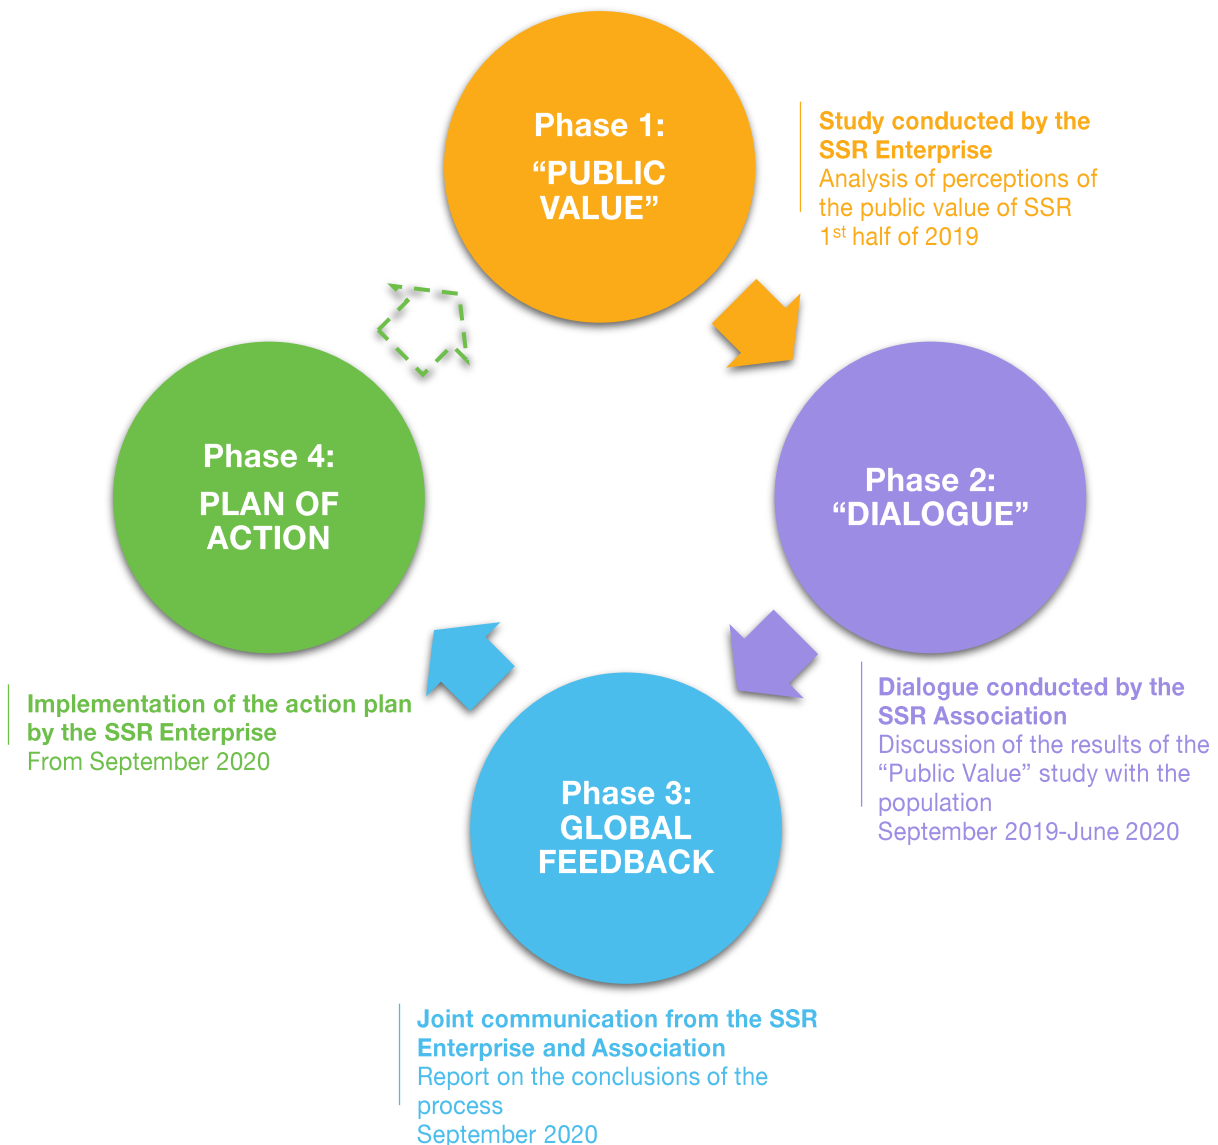 Phase 1:
“PUBLIC
VALUE”
Study conducted by the
SSR Enterprise
Analysis of perceptions of
the public value of SSR
1st half of 2019
Phase 2:
“DIALOGUE”
Dialogue conducted by the
SSR Association
Discussion of the results of the
“Public Value” study with the
population
September 2019-June 2020
Phase 3:
GLOBAL
FEEDBACK
Joint communication from the SSR
Enterprise and Association
Report on the conclusions of the
process
September 2020
Phase 4:
PLAN OF
ACTION
Implementation of the action plan
by the SSR Enterprise
From September 2020